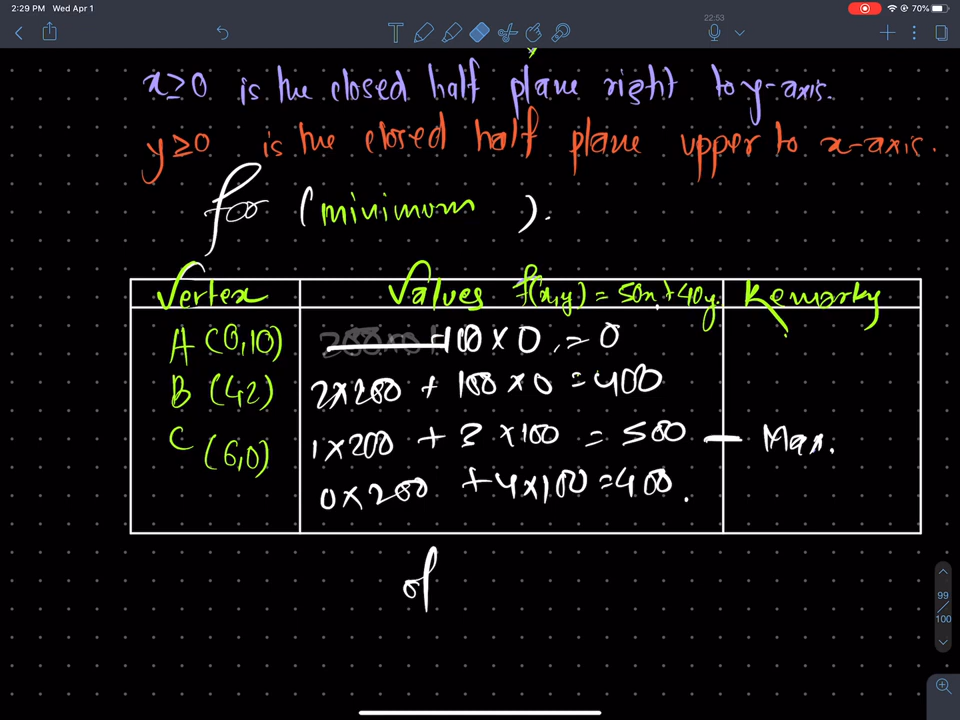 2:29 PM Wed Apr 1
70%
22:53
x≥0 is the closed half plane right to y-axis.
y≥0 is the closed half plane upper to x-axis.
for (minimum ).
Vertex Values f(x,y) = 50x+40y Remarks
A (0,10) 100 × 0 = 0
B (4,2) 2×200 + 100 × 0 = 400
C (6,0) 1×200 + 3 ×100 = 500 — Max.
0×200 + 4×100 = 400.
of
99
/
100